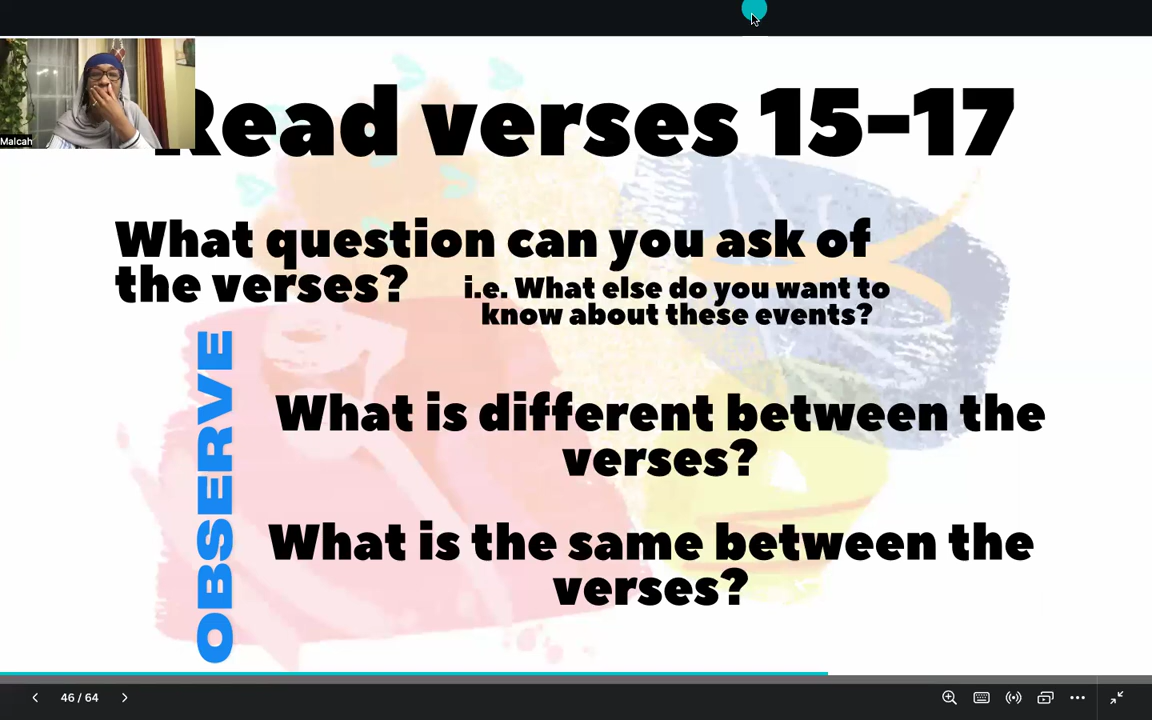 Malcah
Read verses 15-17
What question can you ask of
the verses?
i.e. What else do you want to
know about these events?
OBSERVE
What is different between the
verses?
What is the same between the
verses?
46 / 64